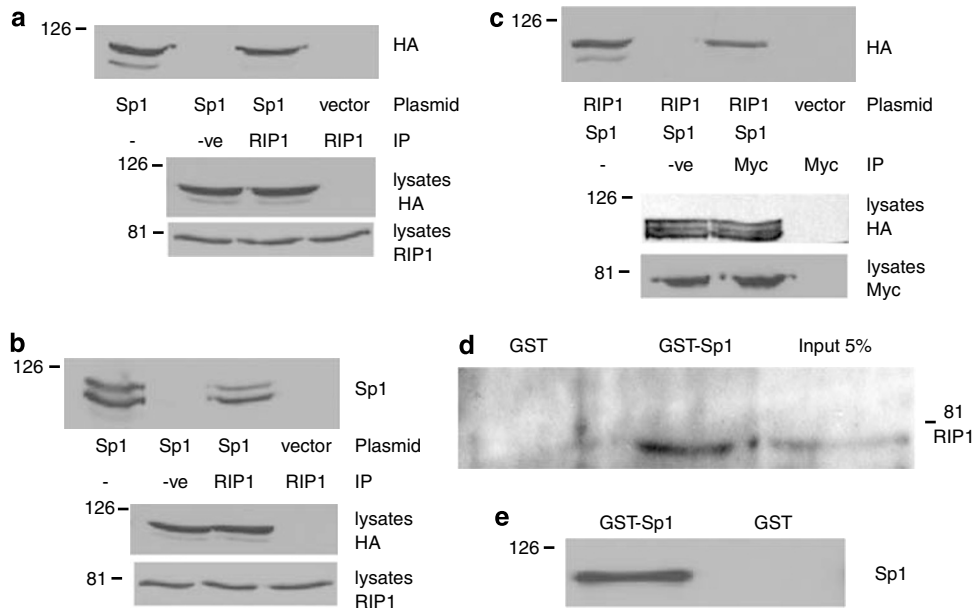 a
126
HA
Sp1 Sp1 Sp1 vector Plasmid
- -ve RIP1 RIP1 IP
126
lysates
HA
81
lysates
RIP1
b
126
Sp1
Sp1 Sp1 Sp1 vector Plasmid
- -ve RIP1 RIP1 IP
126
lysates
HA
81
lysates
RIP1
c
126
HA
RIP1 RIP1 RIP1 vector Plasmid
Sp1 Sp1 Sp1
- -ve Myc Myc IP
126
lysates
HA
81
lysates
Myc
d
GST GST-Sp1 Input 5%
81
RIP1
e
GST-Sp1 GST
126
Sp1